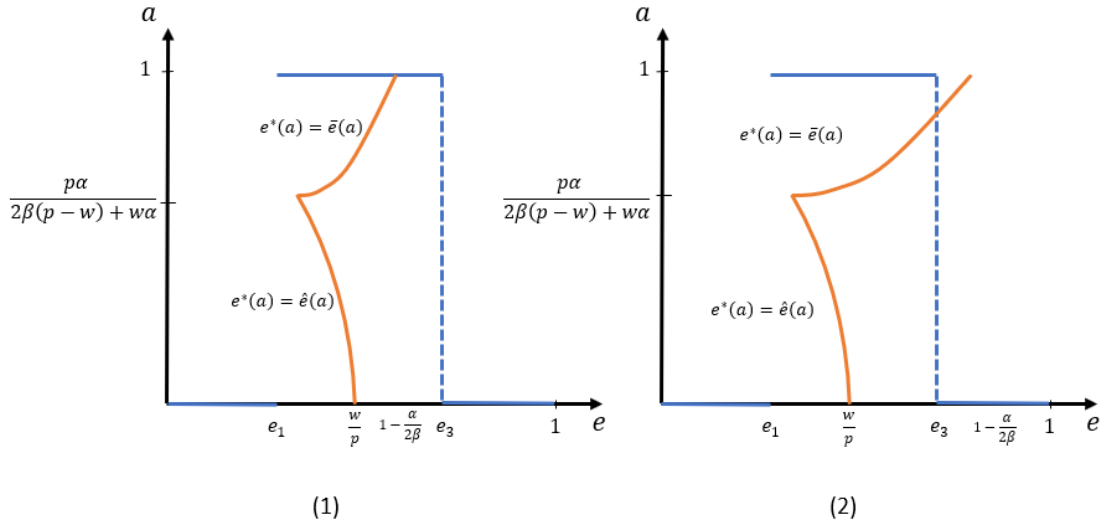 a
1
e*(a) = ē(a)
pα
2β(p − w) + wα
e*(a) = ê(a)
e₁
w
p
1 − α
2β
e₃
1
e
(1)
a
1
e*(a) = ē(a)
pα
2β(p − w) + wα
e*(a) = ê(a)
e₁
w
p
e₃
1 − α
2β
1
e
(2)